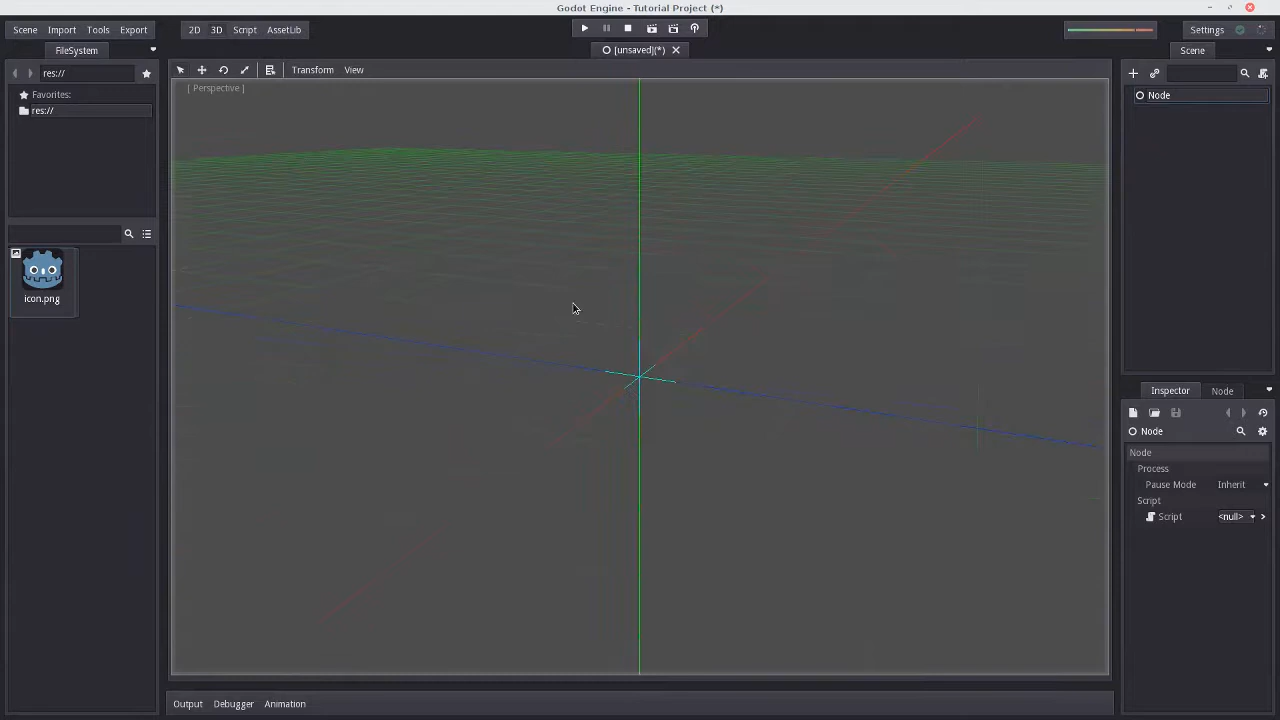 Godot Engine - Tutorial Project (*)
Scene Import Tools Export
2D 3D Script AssetLib
Settings
FileSystem
[unsaved](*)
Scene
res://
Transform View
Favorites:
res://
[ Perspective ]
Node
icon.png
Inspector Node
Node
Node
Process
Pause Mode Inherit
Script
Script <null>
Output Debugger Animation